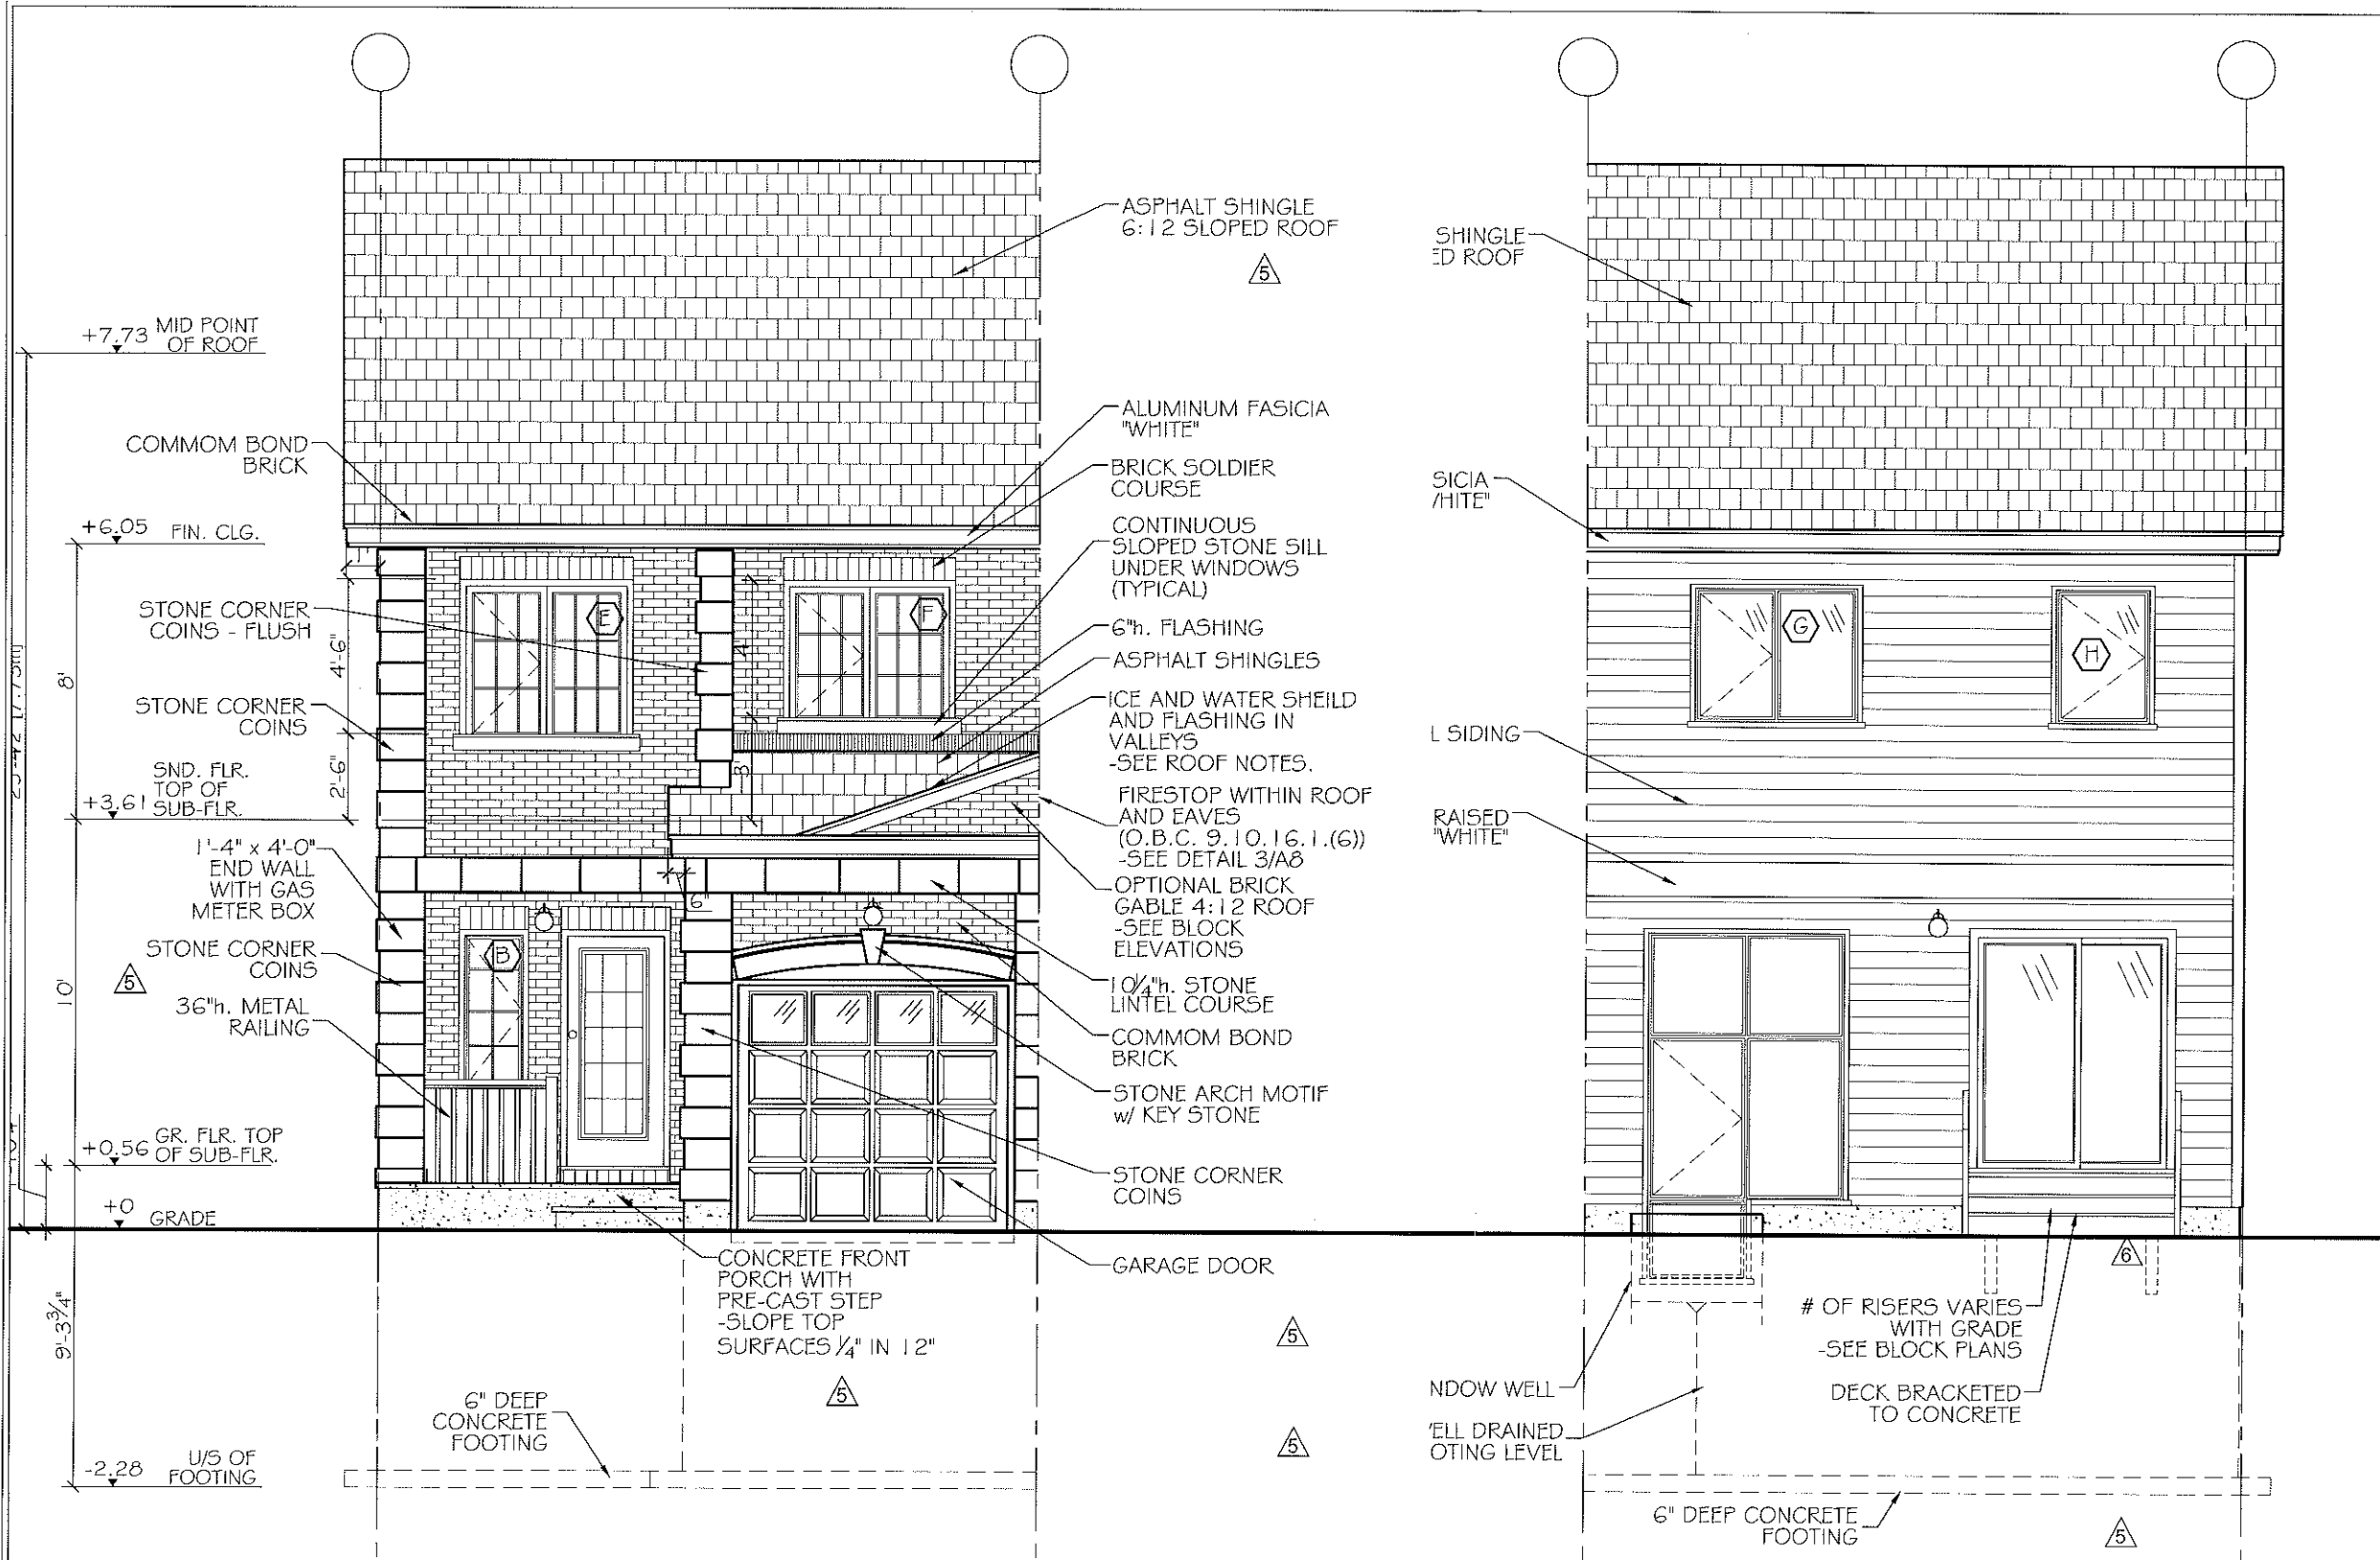 +7.73 MID POINT
OF ROOF
COMMOM BOND
BRICK
+6.05 FIN. CLG.
STONE CORNER
COINS - FLUSH
4'-6"
8'
STONE CORNER
COINS
2'-6"
SND. FLR.
TOP OF
+3.61 SUB-FLR.
1'-4" x 4'-0"
END WALL
WITH GAS
METER BOX
STONE CORNER
COINS
5
10'
36"h. METAL
RAILING
+0.56 GR. FLR. TOP
OF SUB-FLR.
+0 GRADE
9'-3¾"
-2.28 U/S OF
FOOTING
6" DEEP
CONCRETE
FOOTING
E
F
4'
3'
6"
B
ASPHALT SHINGLE
6:12 SLOPED ROOF
5
ALUMINUM FASICIA
"WHITE"
BRICK SOLDIER
COURSE
CONTINUOUS
SLOPED STONE SILL
UNDER WINDOWS
(TYPICAL)
6"h. FLASHING
ASPHALT SHINGLES
ICE AND WATER SHEILD
AND FLASHING IN
VALLEYS
-SEE ROOF NOTES.
FIRESTOP WITHIN ROOF
AND EAVES
(O.B.C. 9.10.16.1.(6))
-SEE DETAIL 3/A8
OPTIONAL BRICK
GABLE 4:12 ROOF
-SEE BLOCK
ELEVATIONS
10¼"h. STONE
LINTEL COURSE
COMMOM BOND
BRICK
STONE ARCH MOTIF
w/ KEY STONE
STONE CORNER
COINS
GARAGE DOOR
CONCRETE FRONT
PORCH WITH
PRE-CAST STEP
-SLOPE TOP
SURFACES ¼" IN 12"
5
5
5
SHINGLE
ED ROOF
SICIA
/HITE"
G
H
L SIDING
RAISED
"WHITE"
6
# OF RISERS VARIES
WITH GRADE
-SEE BLOCK PLANS
NDOW WELL
DECK BRACKETED
TO CONCRETE
ELL DRAINED
OTING LEVEL
6" DEEP CONCRETE
FOOTING
5